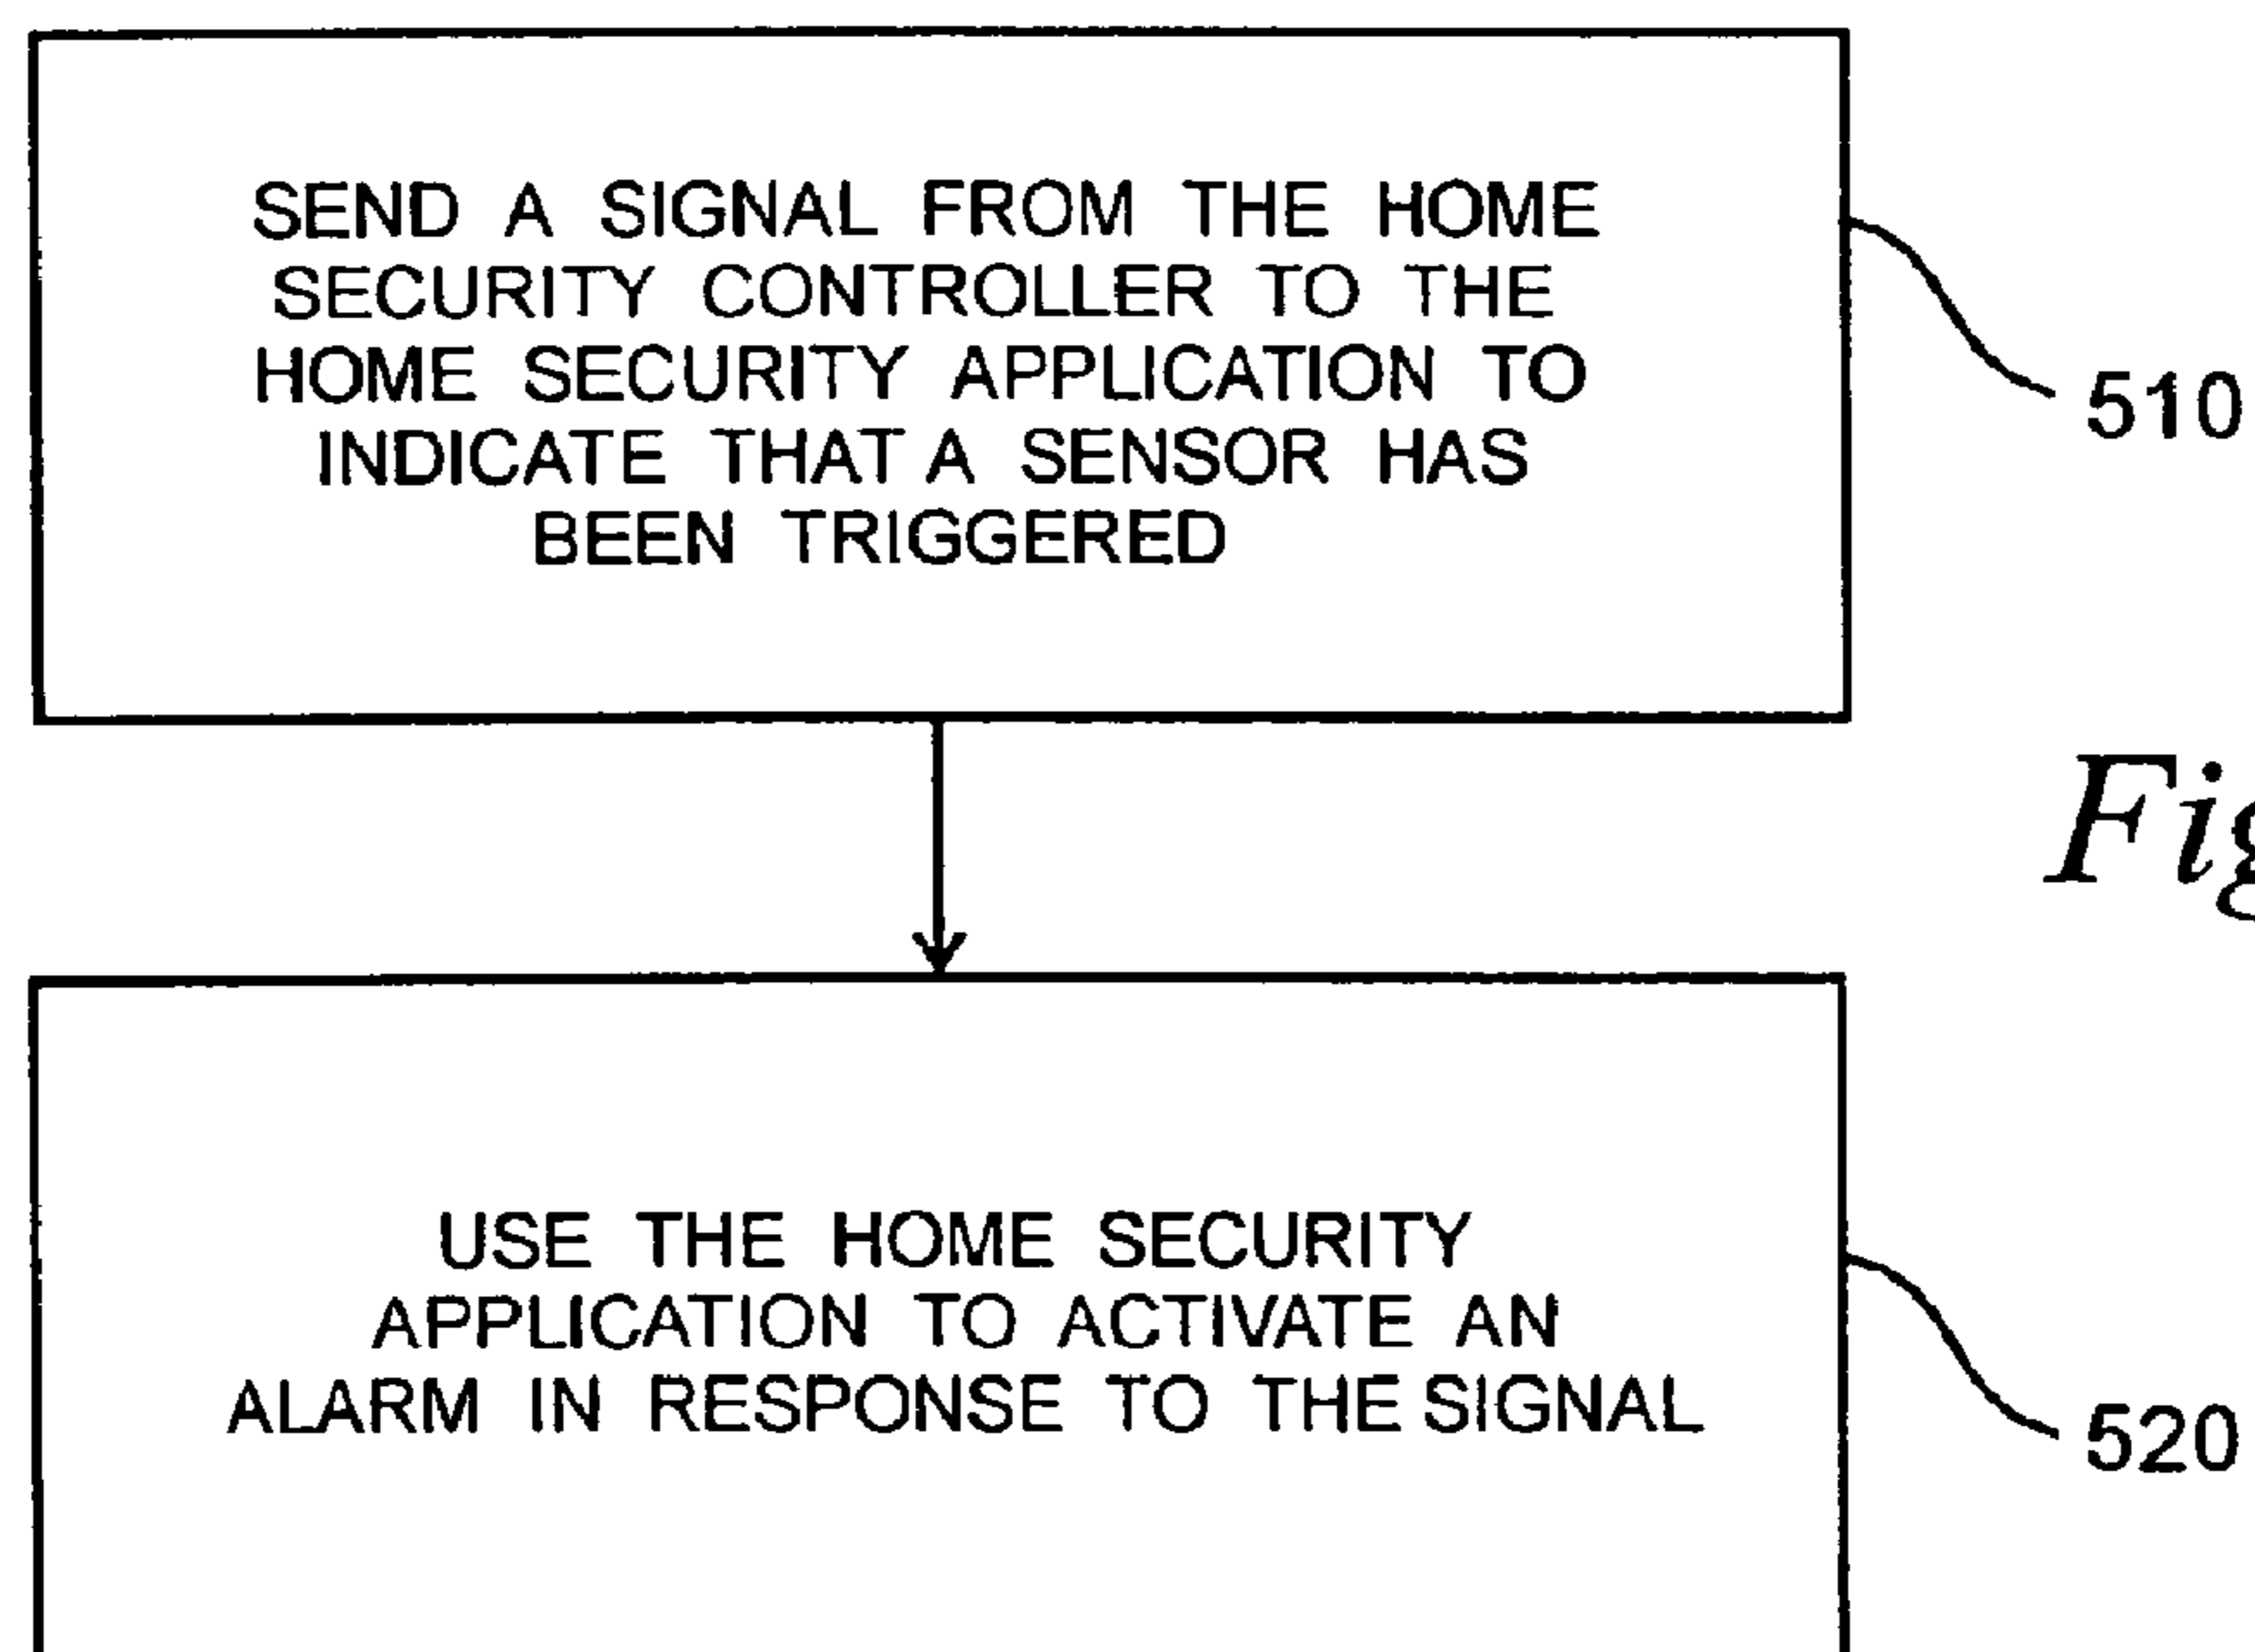 SEND A SIGNAL FROM THE HOME
SECURITY CONTROLLER TO THE
HOME SECURITY APPLICATION TO
INDICATE THAT A SENSOR HAS
BEEN TRIGGERED
510
Fig
USE THE HOME SECURITY
APPLICATION TO ACTIVATE AN
ALARM IN RESPONSE TO THE SIGNAL
520